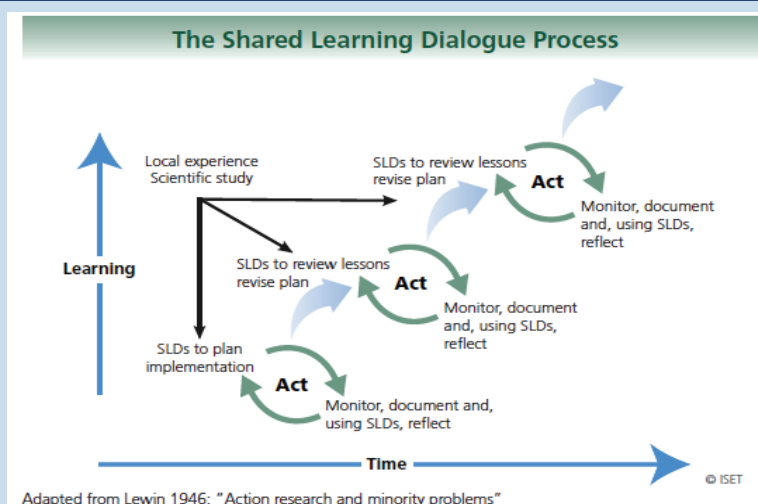 The Shared Learning Dialogue Process
Local experience
Scientific study
SLDs to review lessons
revise plan
Act
Monitor, document
and, using SLDs,
reflect
Learning
SLDs to review lessons
revise plan
Act
Monitor, document
and, using SLDs,
reflect
SLDs to plan
implementation
Act
Monitor, document and,
using SLDs, reflect
Time
© ISET
Adapted from Lewin 1946: "Action research and minority problems"